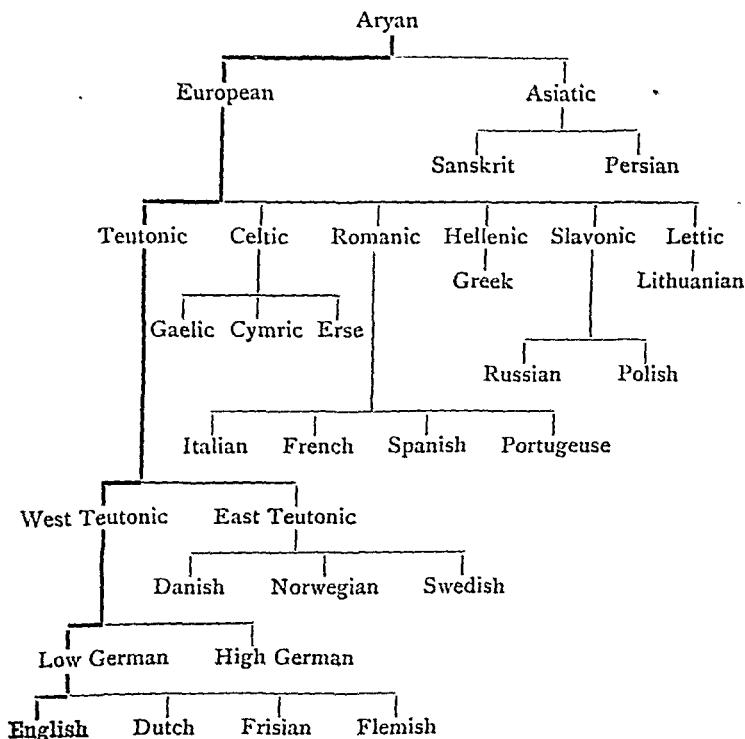 Aryan
European Asiatic
Sanskrit Persian
Teutonic Celtic Romanic Hellenic Slavonic Lettic
Greek Lithuanian
Gaelic Cymric Erse
Russian Polish
Italian French Spanish Portugeuse
West Teutonic East Teutonic
Danish Norwegian Swedish
Low German High German
English Dutch Frisian Flemish